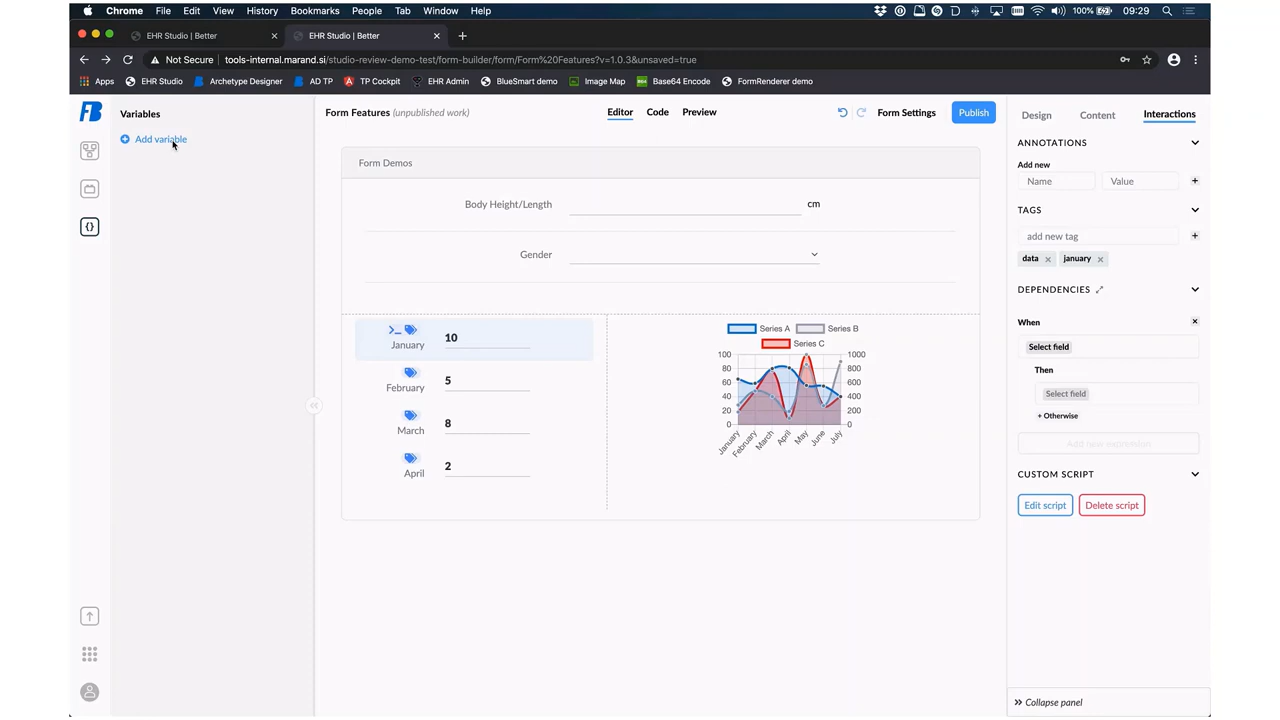 Chrome File Edit View History Bookmarks People Tab Window Help 100% 09:29
EHR Studio | Better
EHR Studio | Better
Not Secure tools-internal.marand.si/studio-review-demo-test/form-builder/form/Form%20Features?v=1.0.3&unsaved=true
Apps EHR Studio Archetype Designer AD TP TP Cockpit EHR Admin BlueSmart demo Image Map Base64 Encode FormRenderer demo
Variables
Add variable
Form Features (unpublished work)
Editor Code Preview
Form Settings
Publish
Form Demos
Body Height/Length cm
Gender
January 10
February 5
March 8
April 2
Series A Series B
Series C
100 1000
80 800
60 600
40 400
20 200
0 0
January February March April May June July
Design Content Interactions
ANNOTATIONS
Add new
Name Value +
TAGS
add new tag +
data × january ×
DEPENDENCIES
When ×
Select field
Then
Select field
+ Otherwise
Add new expression
CUSTOM SCRIPT
Edit script Delete script
Collapse panel